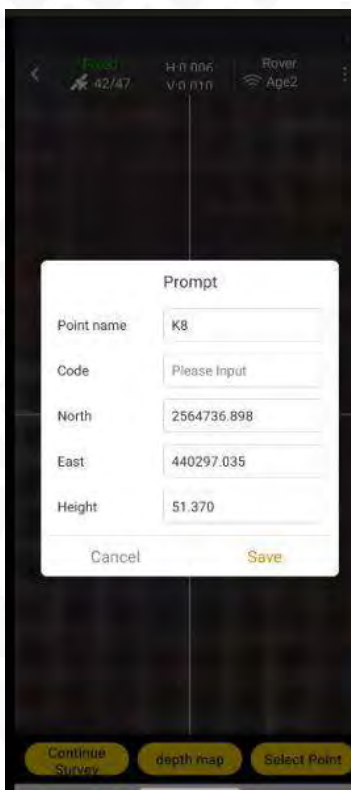 Fixed H:0.006 Rover
42/47 V:0.010 Age2
Prompt
Point name K8
Code Please Input
North 2564736.898
East 440297.035
Height 51.370
Cancel Save
Continue Survey depth map Select Point